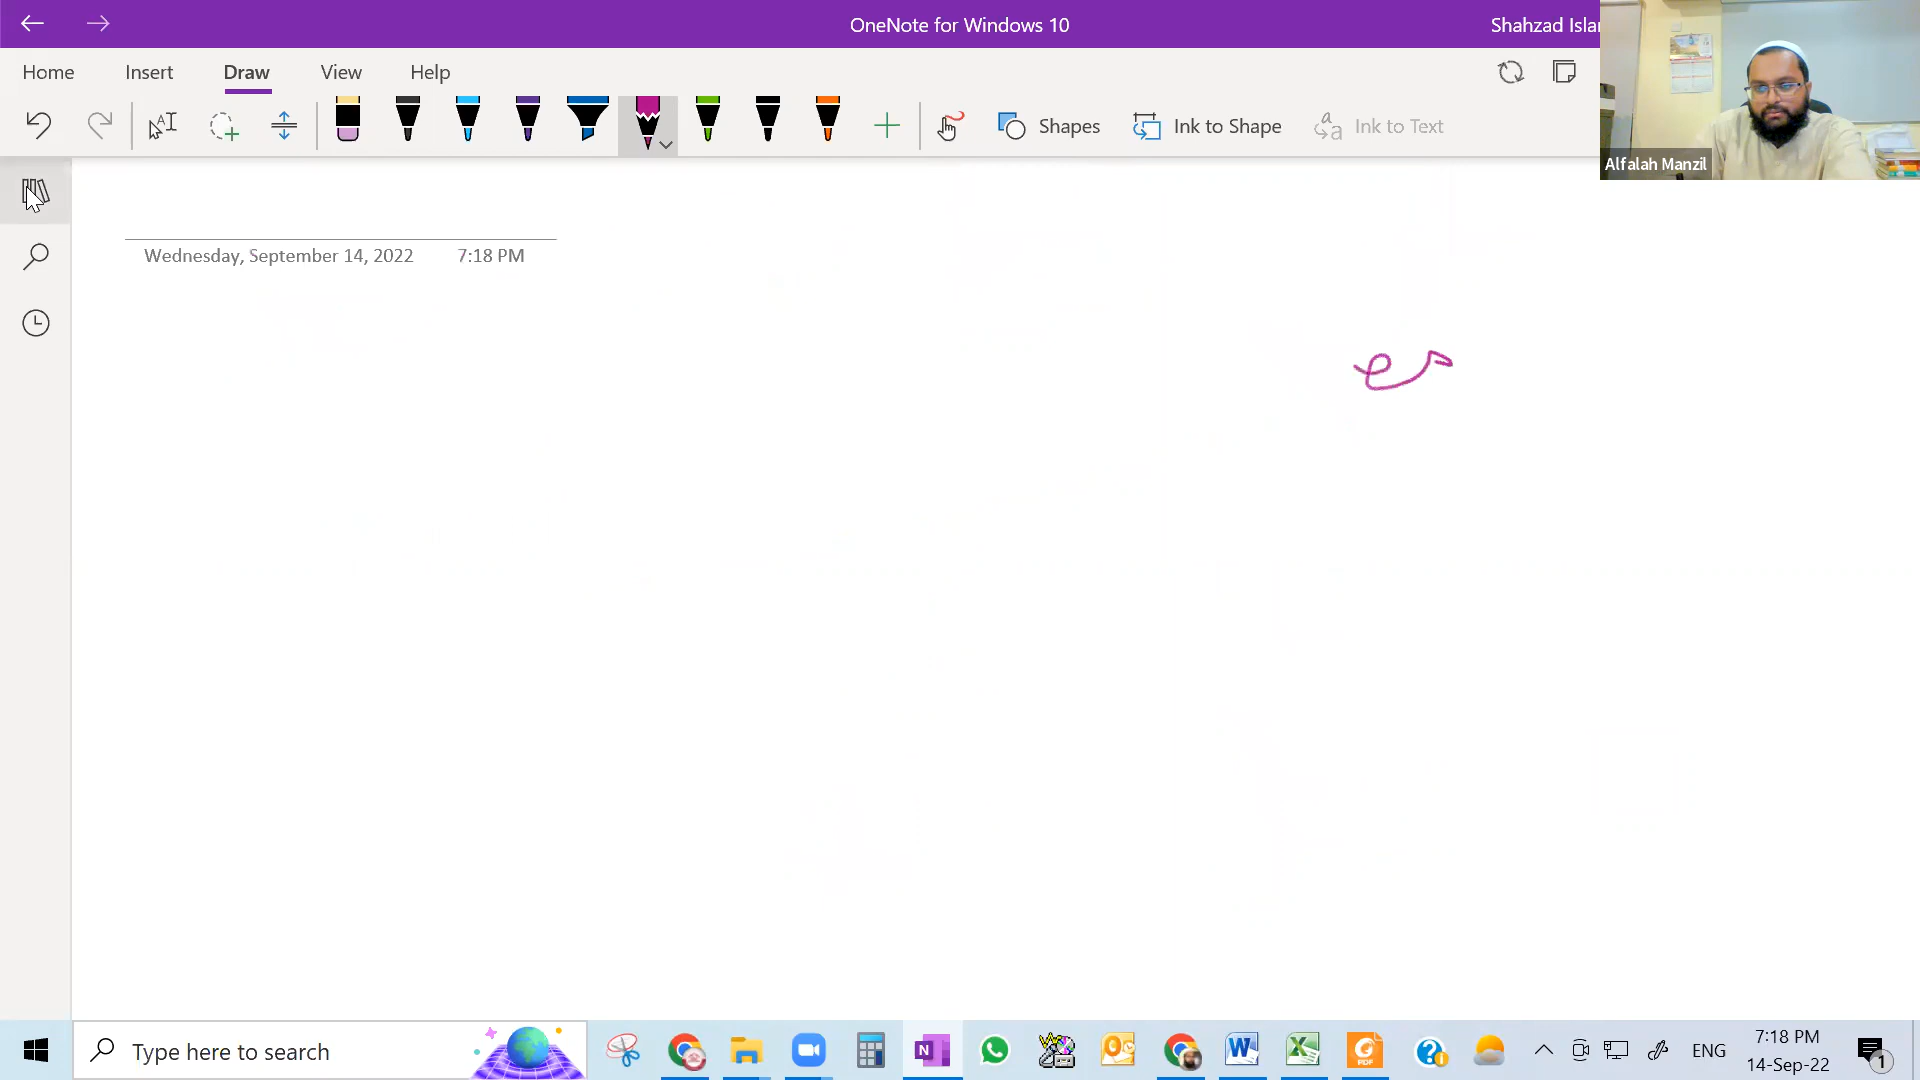 OneNote for Windows 10
Shahzad Islar
Home Insert Draw View Help
Shapes Ink to Shape Ink to Text
Alfalah Manzil
Wednesday, September 14, 2022 7:18 PM
Type here to search
ENG
7:18 PM
14-Sep-22
1